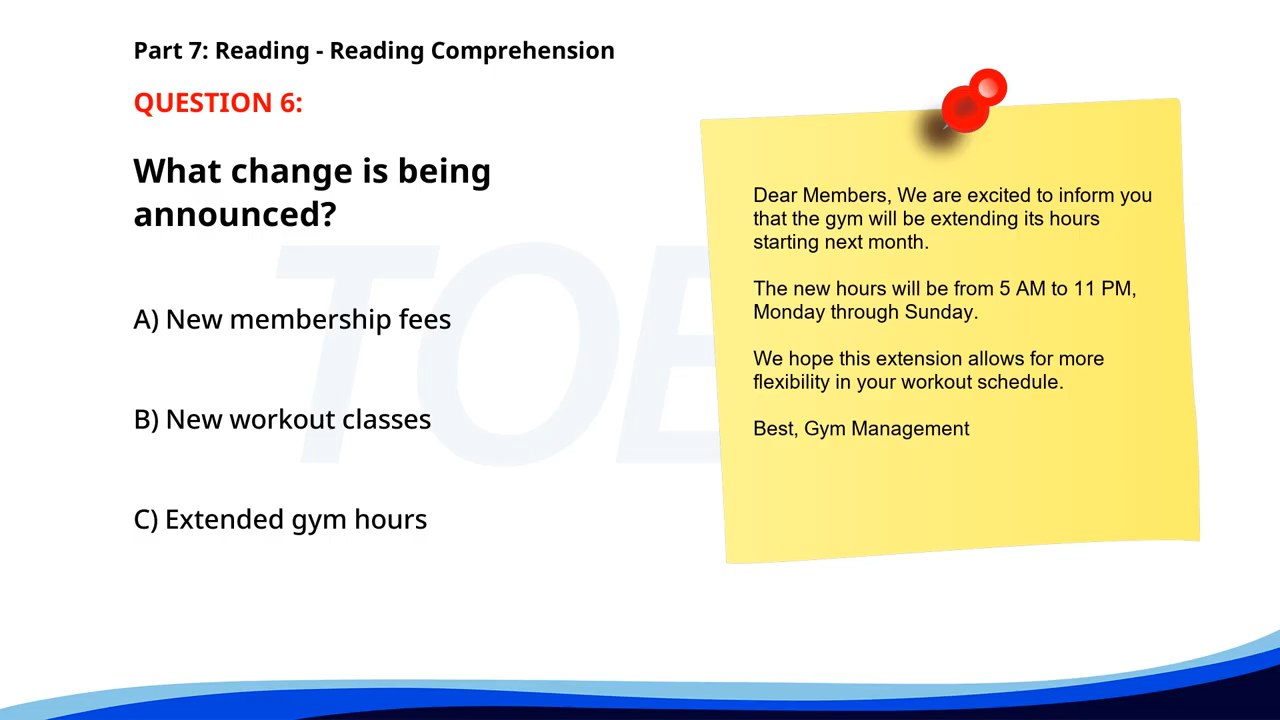 Part 7: Reading - Reading Comprehension
QUESTION 6:
What change is being
announced?
A) New membership fees
B) New workout classes
C) Extended gym hours
Dear Members, We are excited to inform you
that the gym will be extending its hours
starting next month.
The new hours will be from 5 AM to 11 PM,
Monday through Sunday.
We hope this extension allows for more
flexibility in your workout schedule.
Best, Gym Management